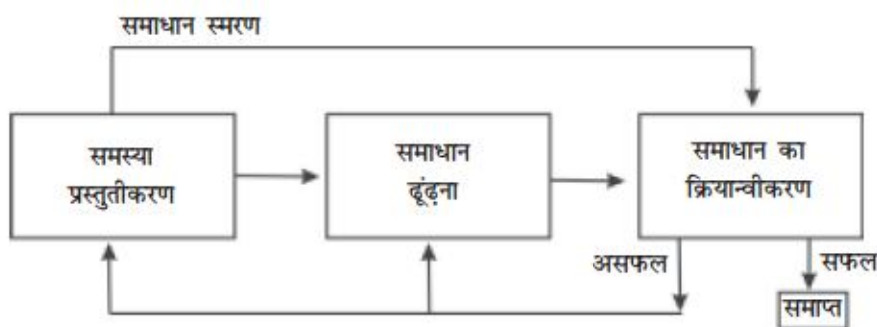 समाधान स्मरण
समस्या
प्रस्तुतीकरण
समाधान
ढूंढ़ना
समाधान का
क्रियान्वीकरण
असफल
सफल
समाप्त